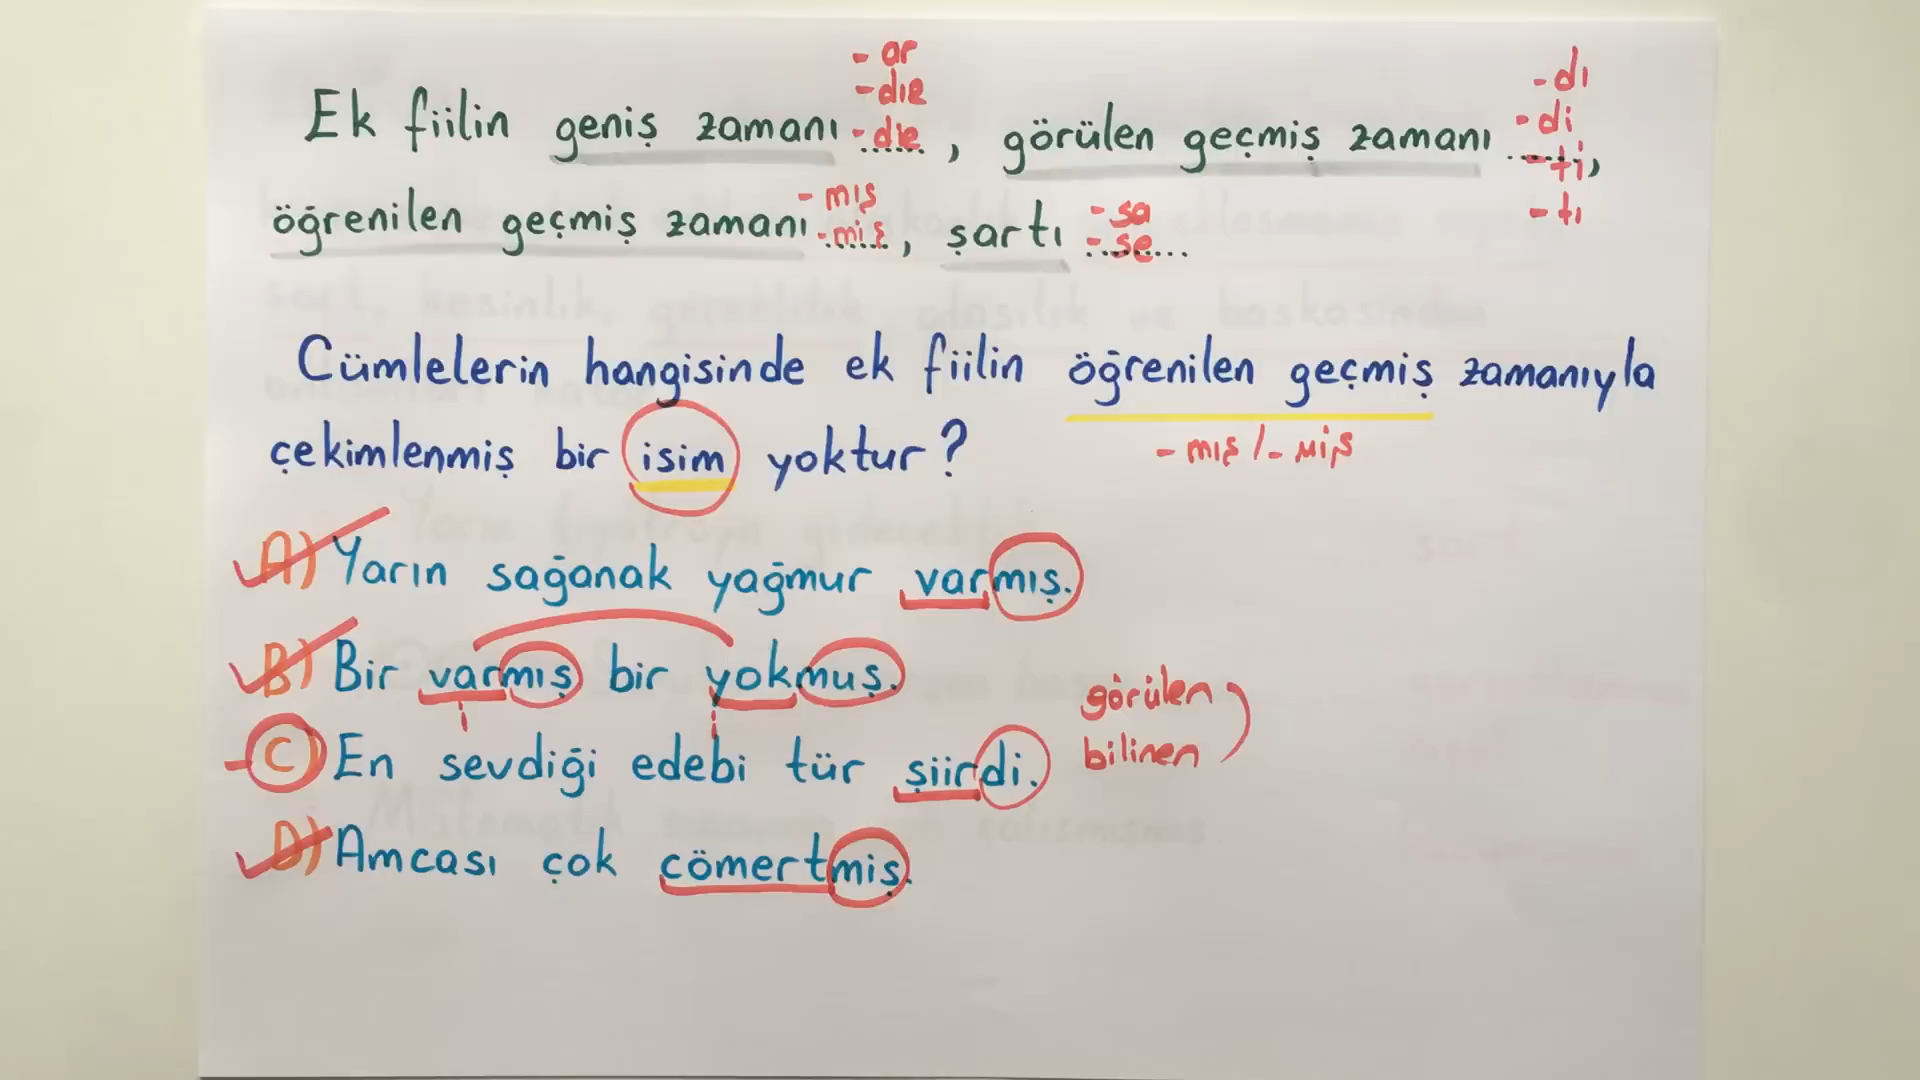 - ar
- dıe
Ek fiilin geniş zamanı - die ......, görülen geçmiş zamanı ......,
- dı
- di
- ti
- tı
öğrenilen geçmiş zamanı ......, şartı .......
- mış
- miş
- sa
- se
Cümlelerin hangisinde ek fiilin öğrenilen geçmiş zamanıyla
çekimlenmiş bir isim yoktur?
- mış / - miş
A) Yarın sağanak yağmur varmış.
B) Bir varmış bir yokmuş.
C) En sevdiği edebi tür şiirdi.
görülen
bilinen
D) Amcası çok cömertmiş.